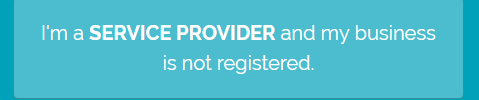 I'm a SERVICE PROVIDER and my business
is not registered.